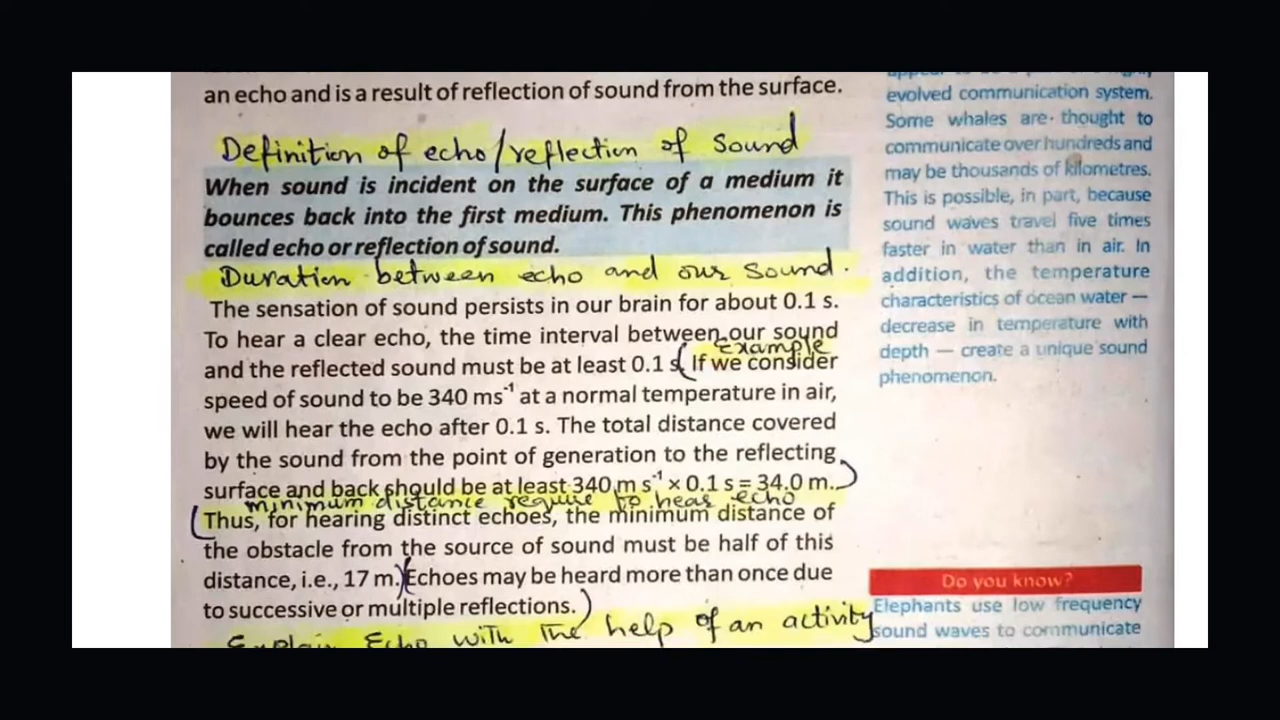 an echo and is a result of reflection of sound from the surface.
Definition of echo/reflection of sound
When sound is incident on the surface of a medium it
bounces back into the first medium. This phenomenon is
called echo or reflection of sound.
Duration between echo and our sound.
The sensation of sound persists in our brain for about 0.1 s.
To hear a clear echo, the time interval between our sound
example
and the reflected sound must be at least 0.1 s. (If we consider
speed of sound to be 340 ms⁻¹ at a normal temperature in air,
we will hear the echo after 0.1 s. The total distance covered
by the sound from the point of generation to the reflecting
surface and back should be at least 340 m s⁻¹ × 0.1 s = 34.0 m.)
minimum distance require to hear echo
(Thus, for hearing distinct echoes, the minimum distance of
the obstacle from the source of sound must be half of this
distance, i.e., 17 m.)(Echoes may be heard more than once due
to successive or multiple reflections.)
Explain Echo with the help of an activity
evolved communication system.
Some whales are thought to
communicate over hundreds and
may be thousands of kilometres.
This is possible, in part, because
sound waves travel five times
faster in water than in air. In
addition, the temperature
characteristics of ocean water —
decrease in temperature with
depth — create a unique sound
phenomenon.
Do you know?
Elephants use low frequency
sound waves to communicate